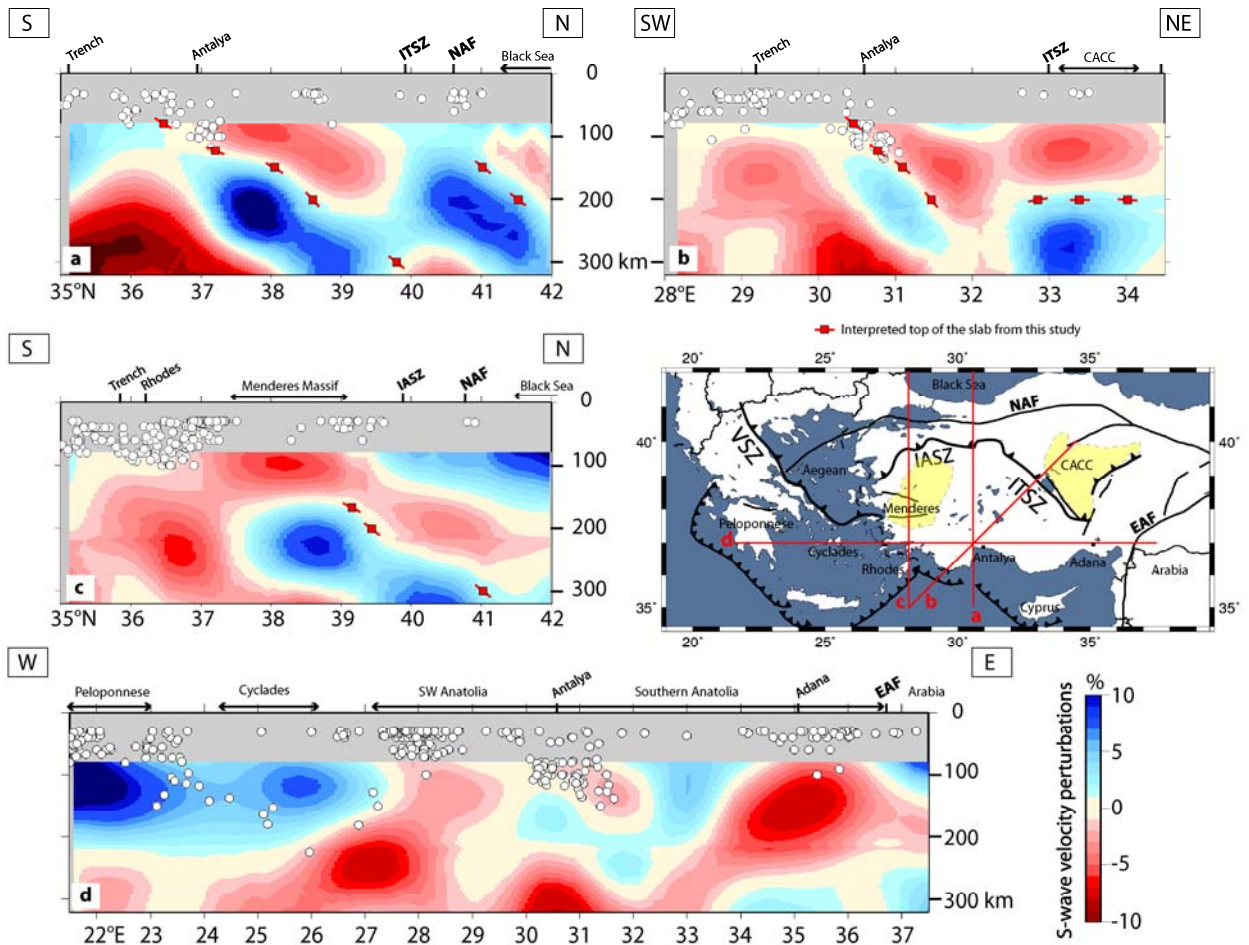 S
N
Trench
Antalya
ITSZ
NAF
Black Sea
0
100
200
300 km
a
35°N 36 37 38 39 40 41 42
SW
NE
Trench
Antalya
ITSZ
CACC
b
28°E 29 30 31 32 33 34
S
N
Trench
Rhodes
Menderes Massif
IASZ
NAF
Black Sea
0
100
200
300
c
35°N 36 37 38 39 40 41 42
Interpreted top of the slab from this study
20° 25° 30° 35°
Black Sea
NAF
40°
40°
VSZ
Aegean
IASZ
CACC
ITSZ
Menderes
Peloponnese
EAF
d
Cyclades
Antalya
Adana
Rhodes
Arabia
c b a
Cyprus
35°
35°
20° 25° 30° 35°
W
E
Peloponnese
Cyclades
SW Anatolia
Antalya
Southern Anatolia
Adana
EAF
Arabia
0
100
200
300 km
d
22°E 23 24 25 26 27 28 29 30 31 32 33 34 35 36 37
%
10
5
0
-5
-10
S-wave velocity perturbations